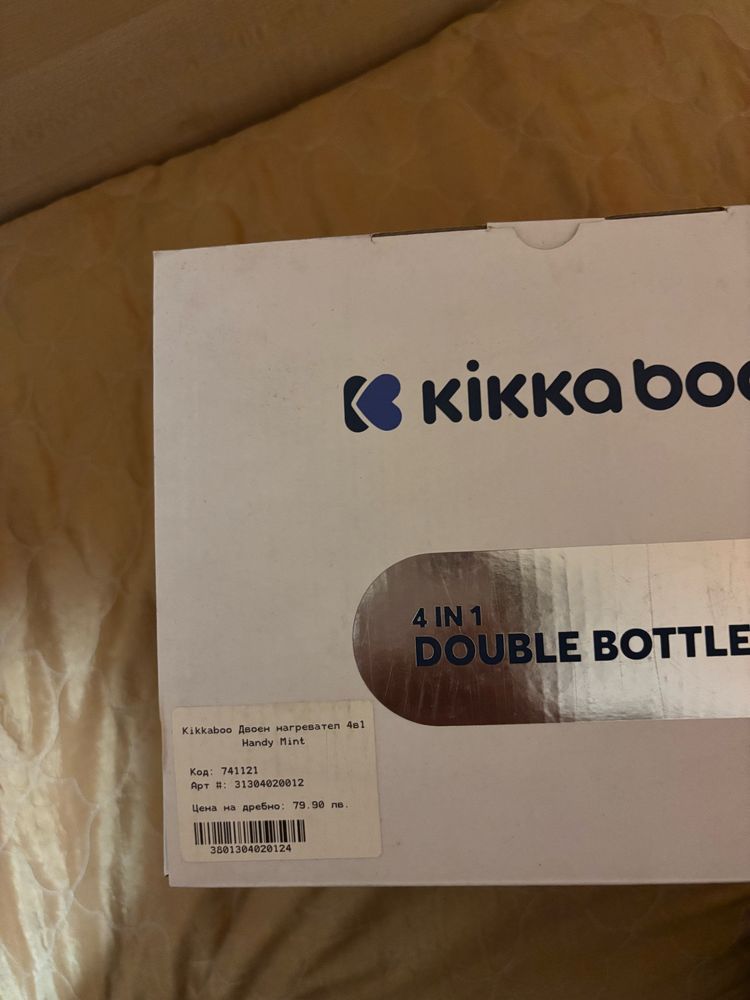 кikka boo
4 IN 1
DOUBLE BOTTLE
Kikkaboo Двоен нагревател 4в1
Handy Mint
Код: 741121
Арт #: 31304020012
Цена на дребно: 79.90 лв.
3801304020124